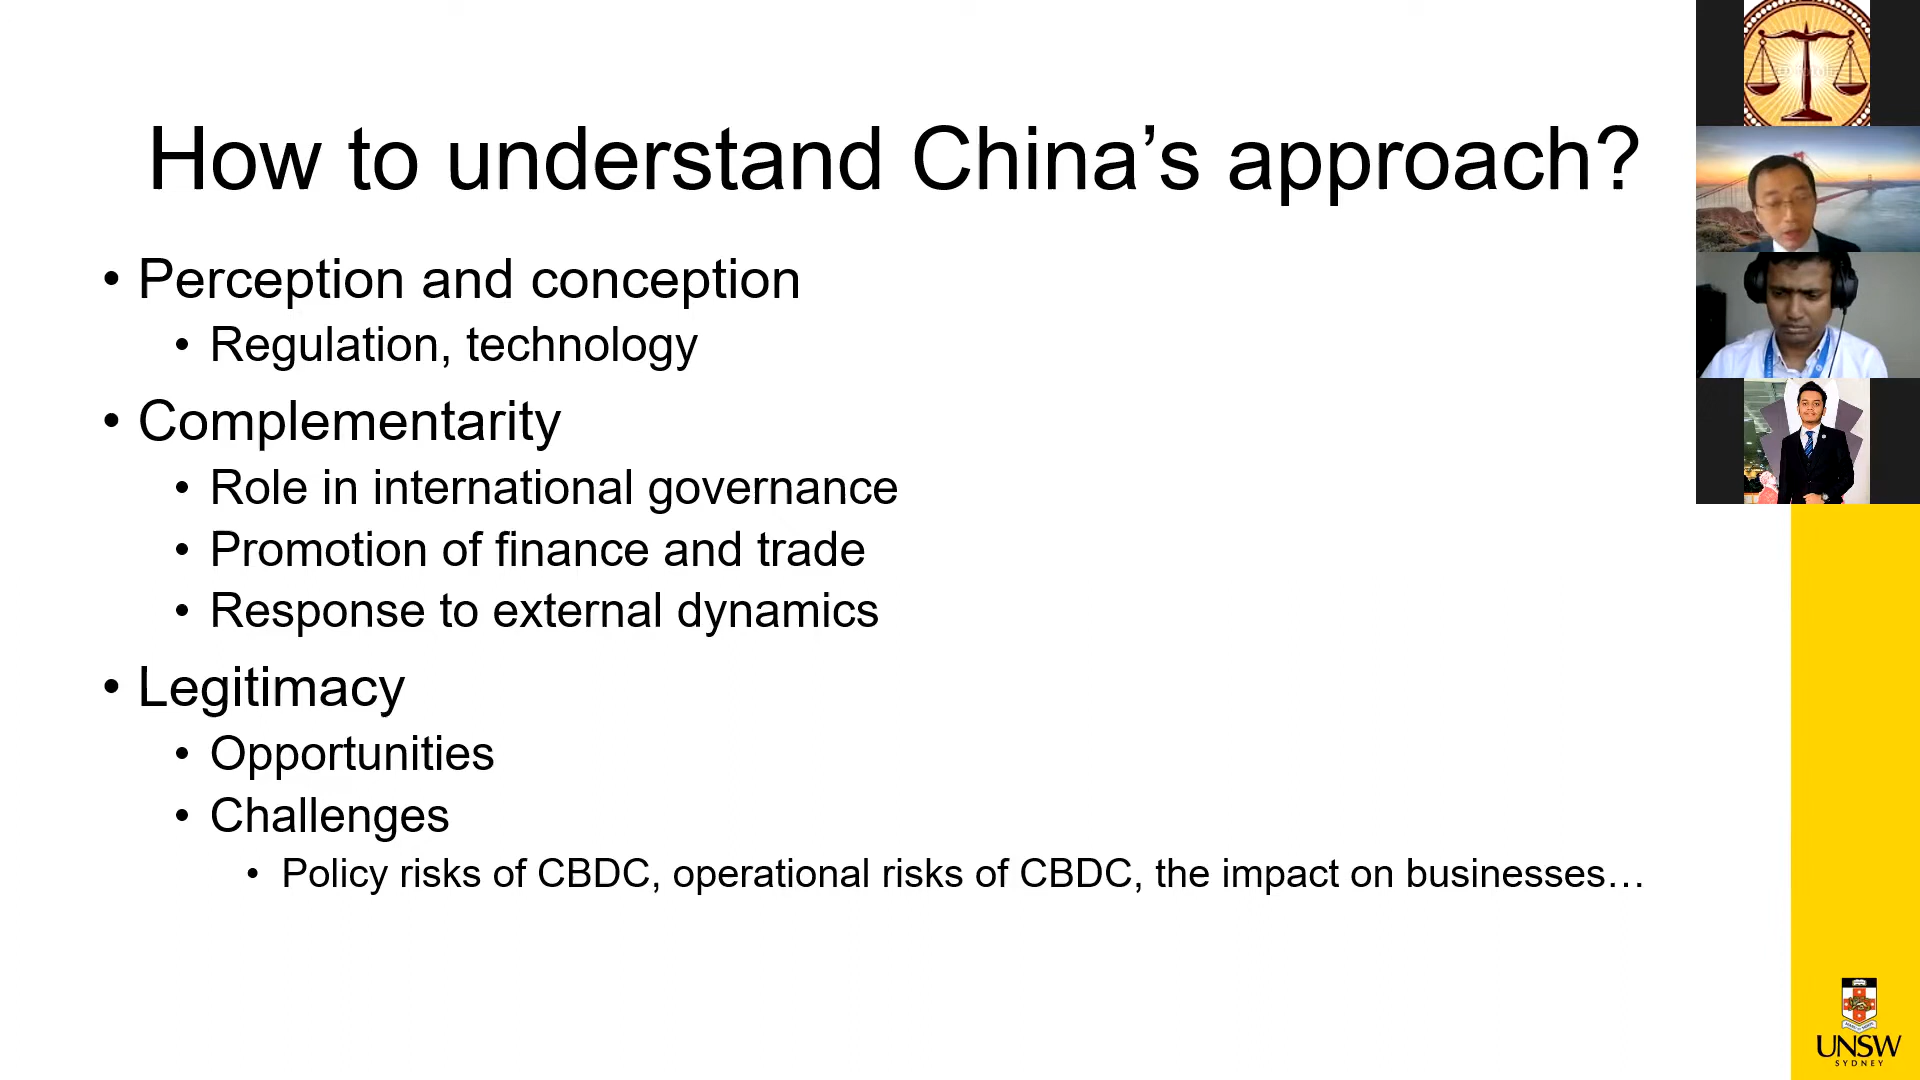 How to understand China’s approach?
• Perception and conception
• Regulation, technology
• Complementarity
• Role in international governance
• Promotion of finance and trade
• Response to external dynamics
• Legitimacy
• Opportunities
• Challenges
• Policy risks of CBDC, operational risks of CBDC, the impact on businesses…
UNSW
SYDNEY